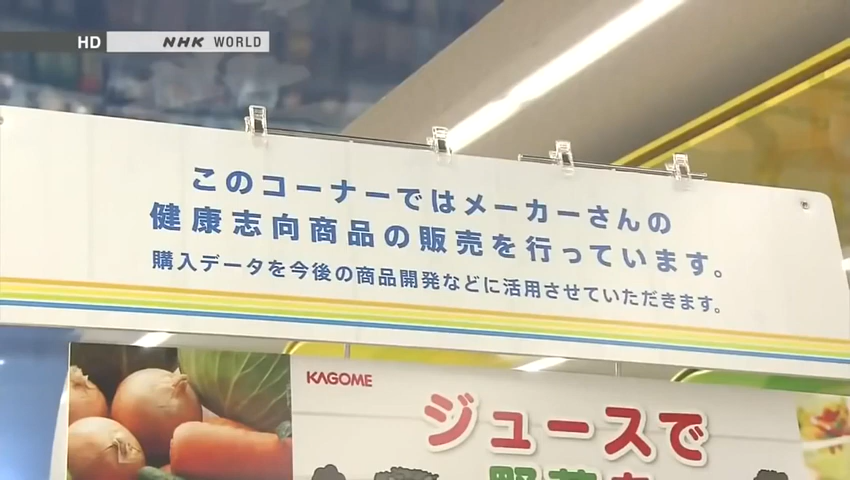 HD NHK WORLD
このコーナーではメーカーさんの
健康志向商品の販売を行っています。
購入データを今後の商品開発などに活用させていただきます。
KAGOME
ジュースで